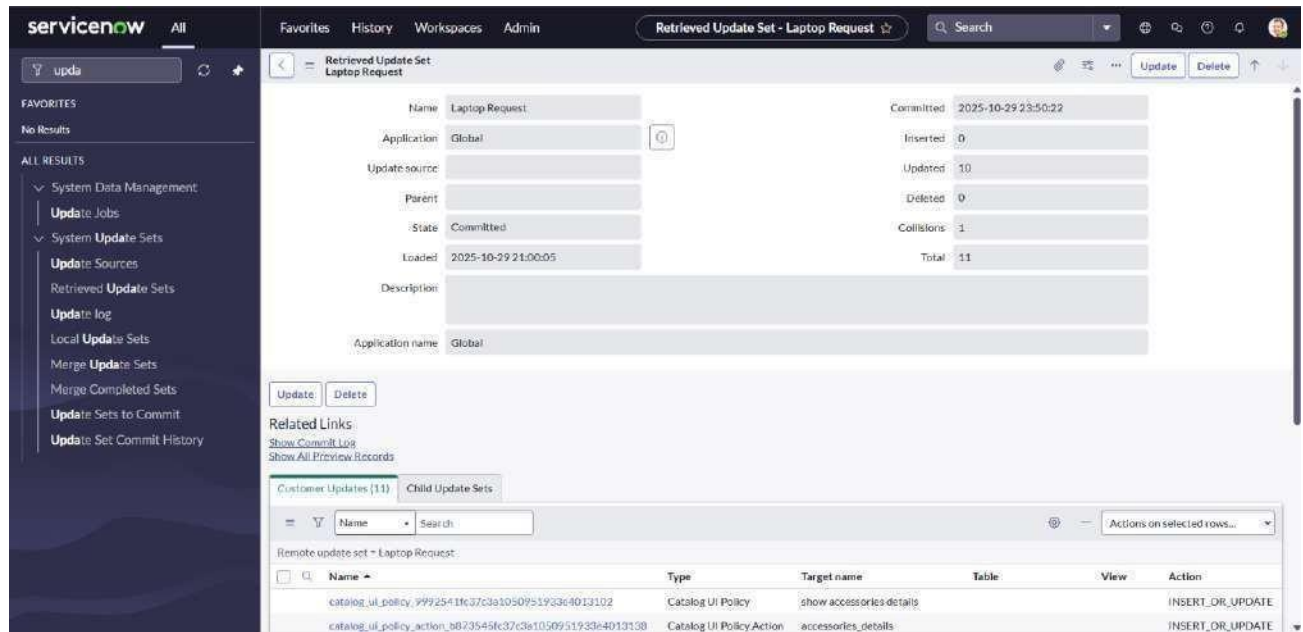 servicenow All Favorites History Workspaces Admin Retrieved Update Set - Laptop Request Search
upda
FAVORITES
No Results
ALL RESULTS
System Data Management
Update Jobs
System Update Sets
Update Sources
Retrieved Update Sets
Update log
Local Update Sets
Merge Update Sets
Merge Completed Sets
Update Sets to Commit
Update Set Commit History
Retrieved Update Set
Laptop Request
Update Delete
Name Laptop Request
Application Global
Update source
Parent
State Committed
Loaded 2025-10-29 21:00:05
Description
Application name Global
Committed 2025-10-29 23:50:22
Inserted 0
Updated 10
Deleted 0
Collisions 1
Total 11
Update Delete
Related Links
Show Commit Log
Show All Preview Records
Customer Updates (11) Child Update Sets
Name Search Actions on selected rows...
Remote update set = Laptop Request
Name Type Target name Table View Action
Catalog UI Policy show accessories details INSERT_OR_UPDATE
Catalog UI Policy Action accessories_details INSERT_OR_UPDATE